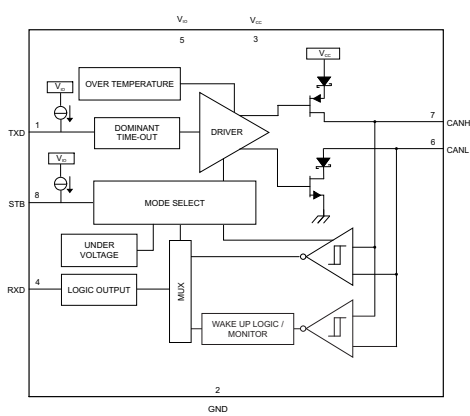 VIO VCC
5 3
VCC
VIO
OVER TEMPERATURE
7
CANH
TXD
1
DOMINANT
TIME-OUT
DRIVER
6
CANL
VIO
8
STB
MODE SELECT
UNDER
VOLTAGE
4
RXD
LOGIC OUTPUT
MUX
WAKE UP LOGIC /
MONITOR
2
GND